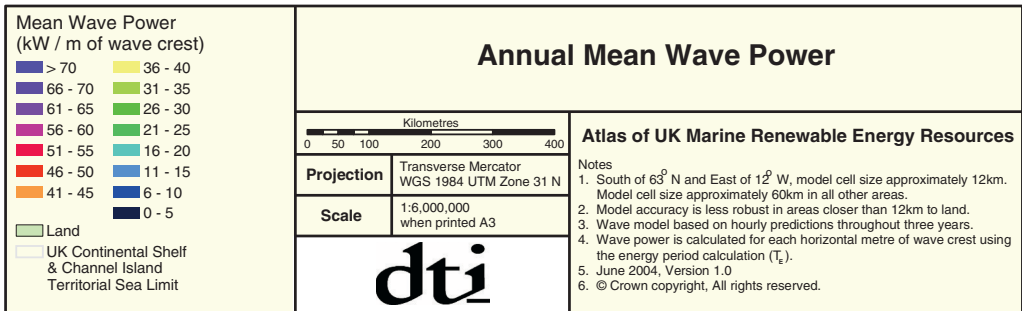 Mean Wave Power
(kW / m of wave crest)
> 70
66 - 70
61 - 65
56 - 60
51 - 55
46 - 50
41 - 45
36 - 40
31 - 35
26 - 30
21 - 25
16 - 20
11 - 15
6 - 10
0 - 5
Land
UK Continental Shelf
& Channel Island
Territorial Sea Limit
Annual Mean Wave Power
Kilometres
0 50 100 200 300 400
Projection
Transverse Mercator
WGS 1984 UTM Zone 31 N
Scale
1:6,000,000
when printed A3
dti
Atlas of UK Marine Renewable Energy Resources
Notes
1. South of 63° N and East of 12° W, model cell size approximately 12km.
Model cell size approximately 60km in all other areas.
2. Model accuracy is less robust in areas closer than 12km to land.
3. Wave model based on hourly predictions throughout three years.
4. Wave power is calculated for each horizontal metre of wave crest using
the energy period calculation (TE).
5. June 2004, Version 1.0
6. © Crown copyright, All rights reserved.